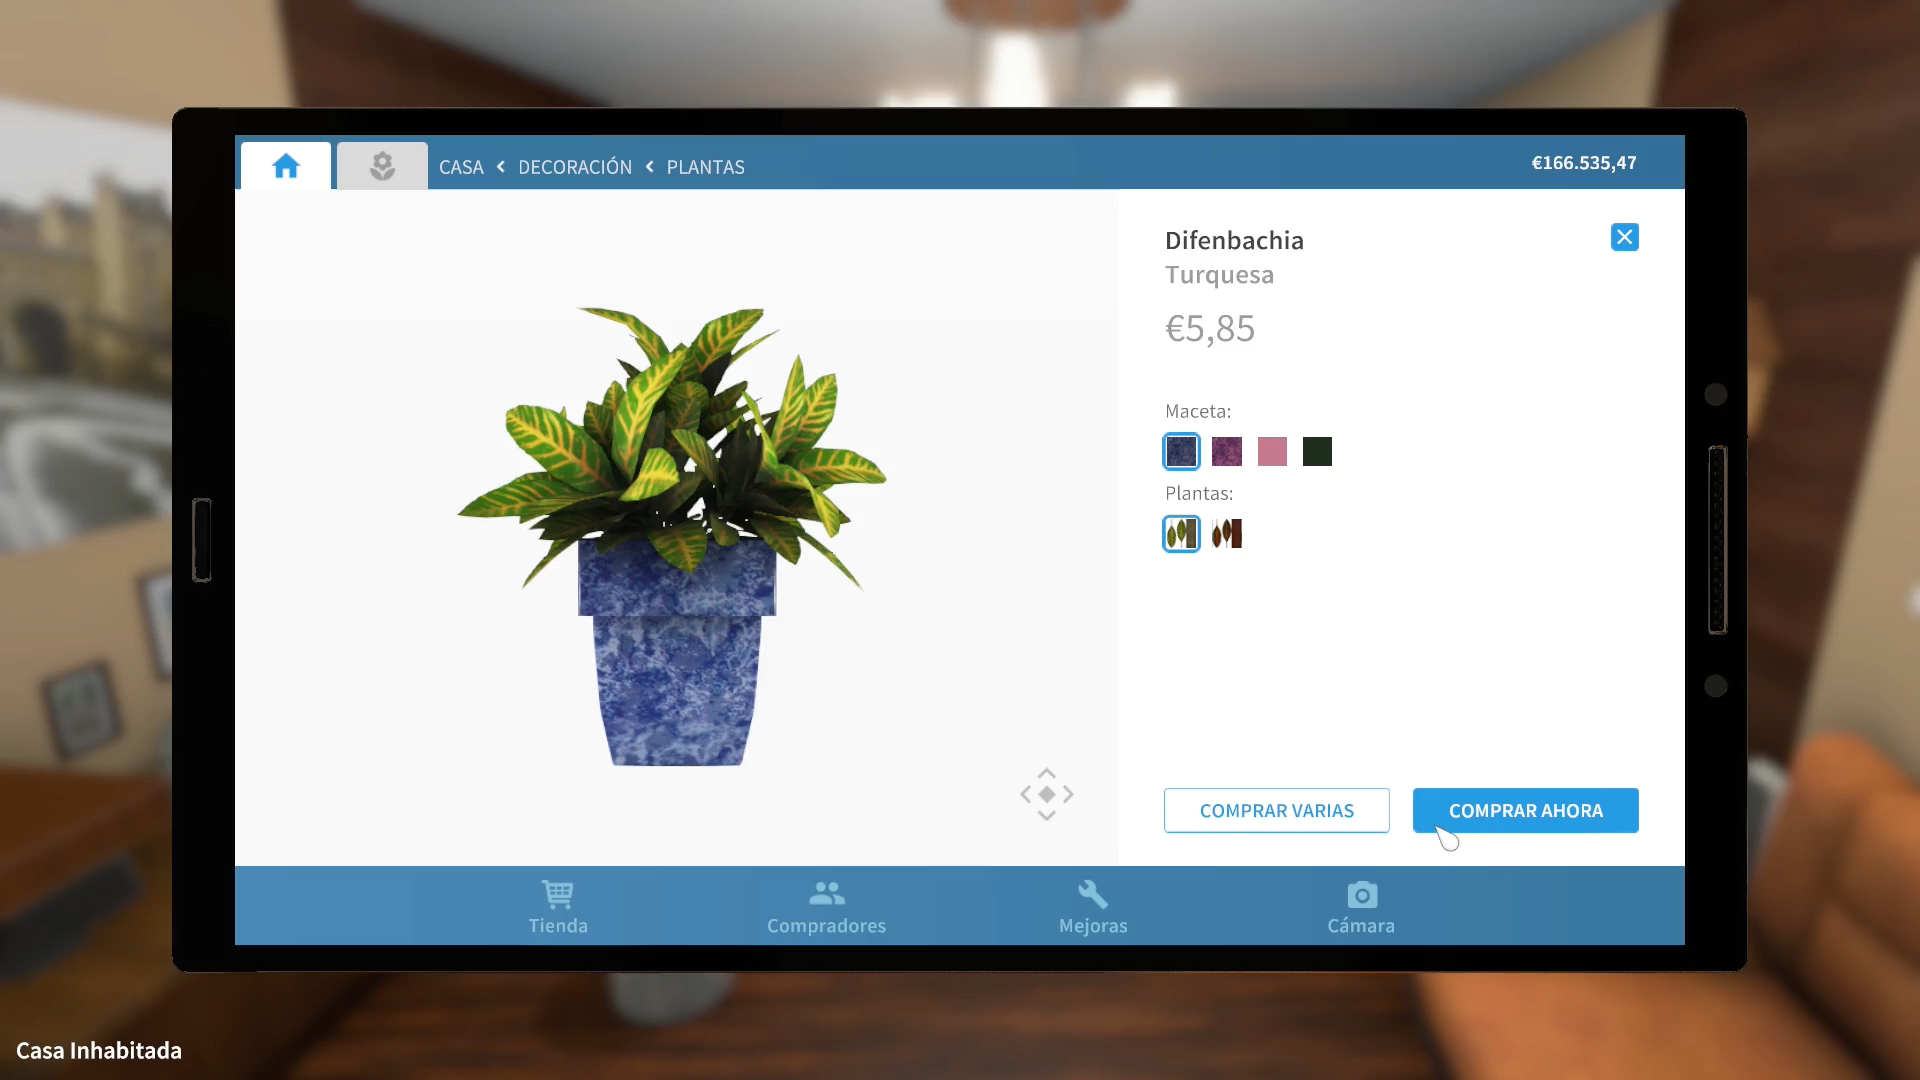 CASA < DECORACIÓN < PLANTAS
€166.535,47
Difenbachia
Turquesa
€5,85
Maceta:
Plantas:
COMPRAR VARIAS
COMPRAR AHORA
Tienda
Compradores
Mejoras
Cámara
Casa Inhabitada